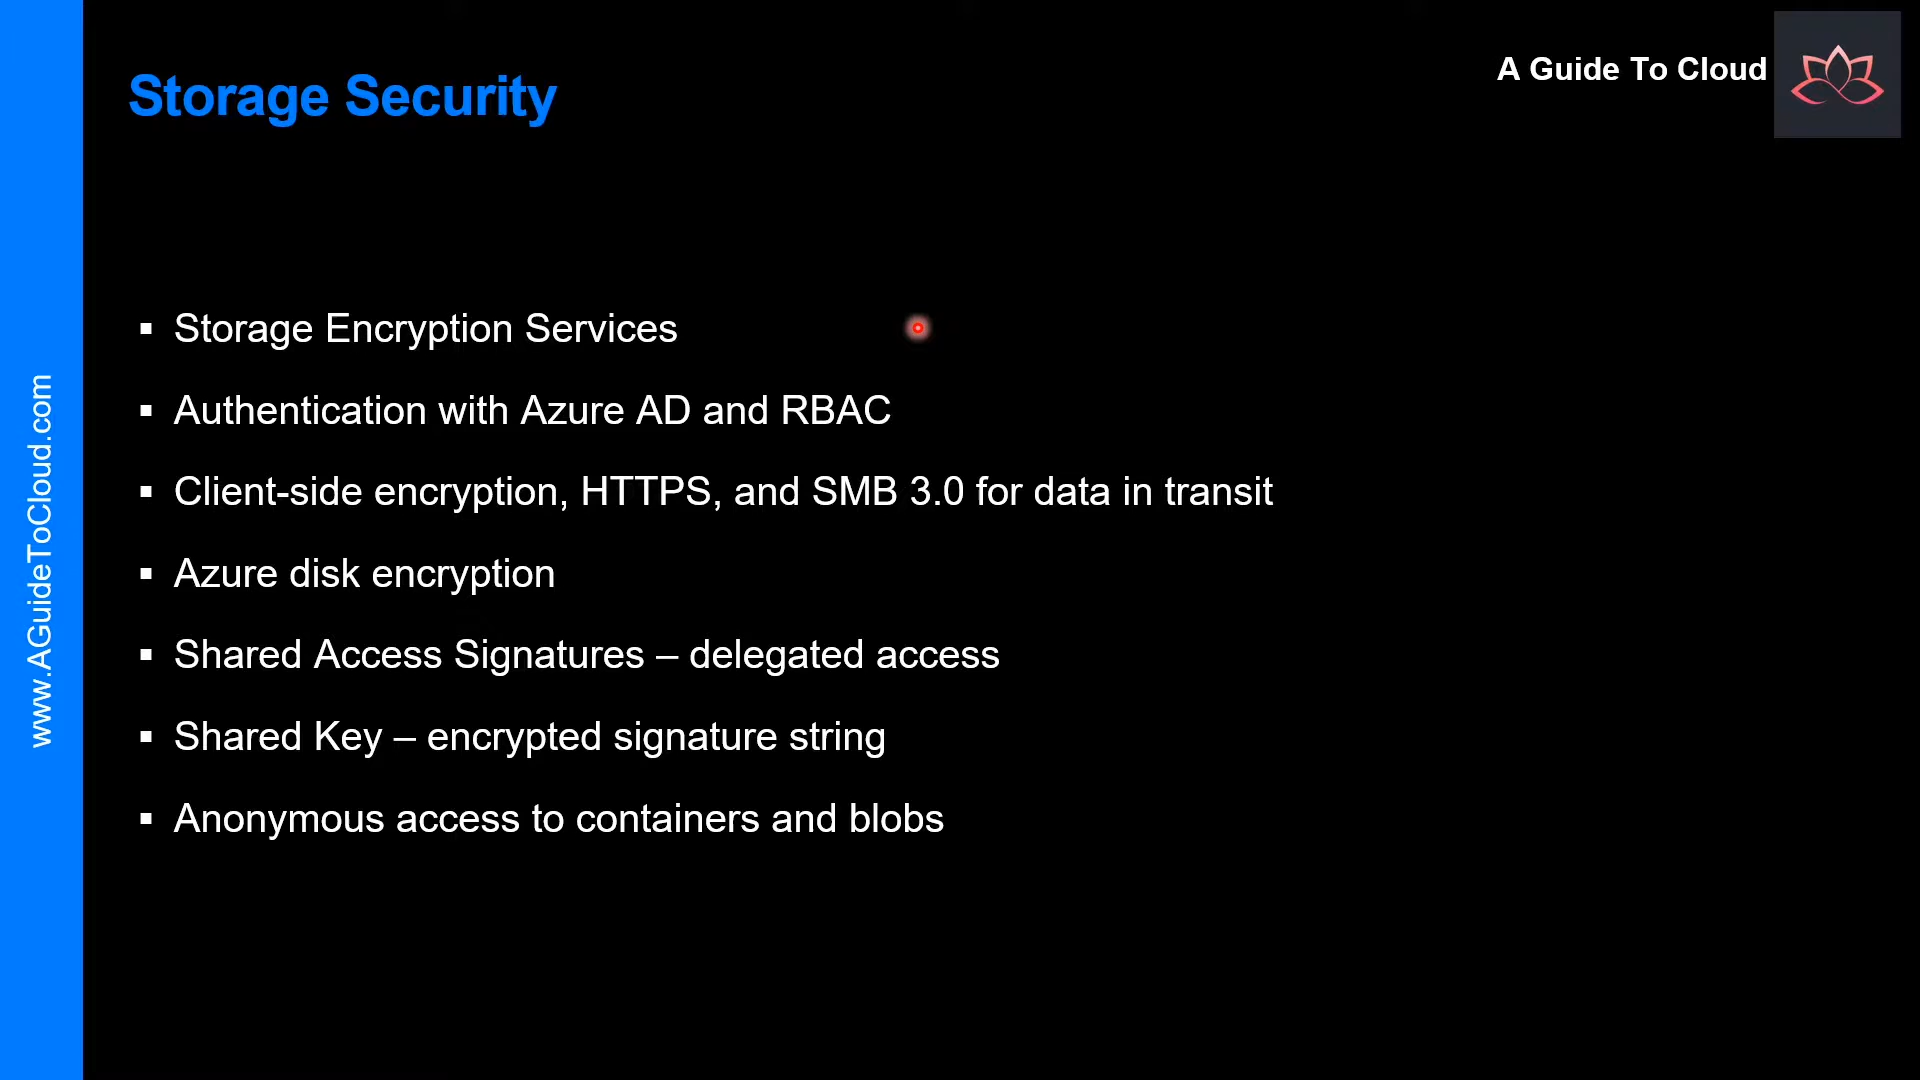 Storage Security
A Guide To Cloud
▪ Storage Encryption Services
▪ Authentication with Azure AD and RBAC
▪ Client-side encryption, HTTPS, and SMB 3.0 for data in transit
▪ Azure disk encryption
▪ Shared Access Signatures – delegated access
▪ Shared Key – encrypted signature string
▪ Anonymous access to containers and blobs
www.AGuideToCloud.com